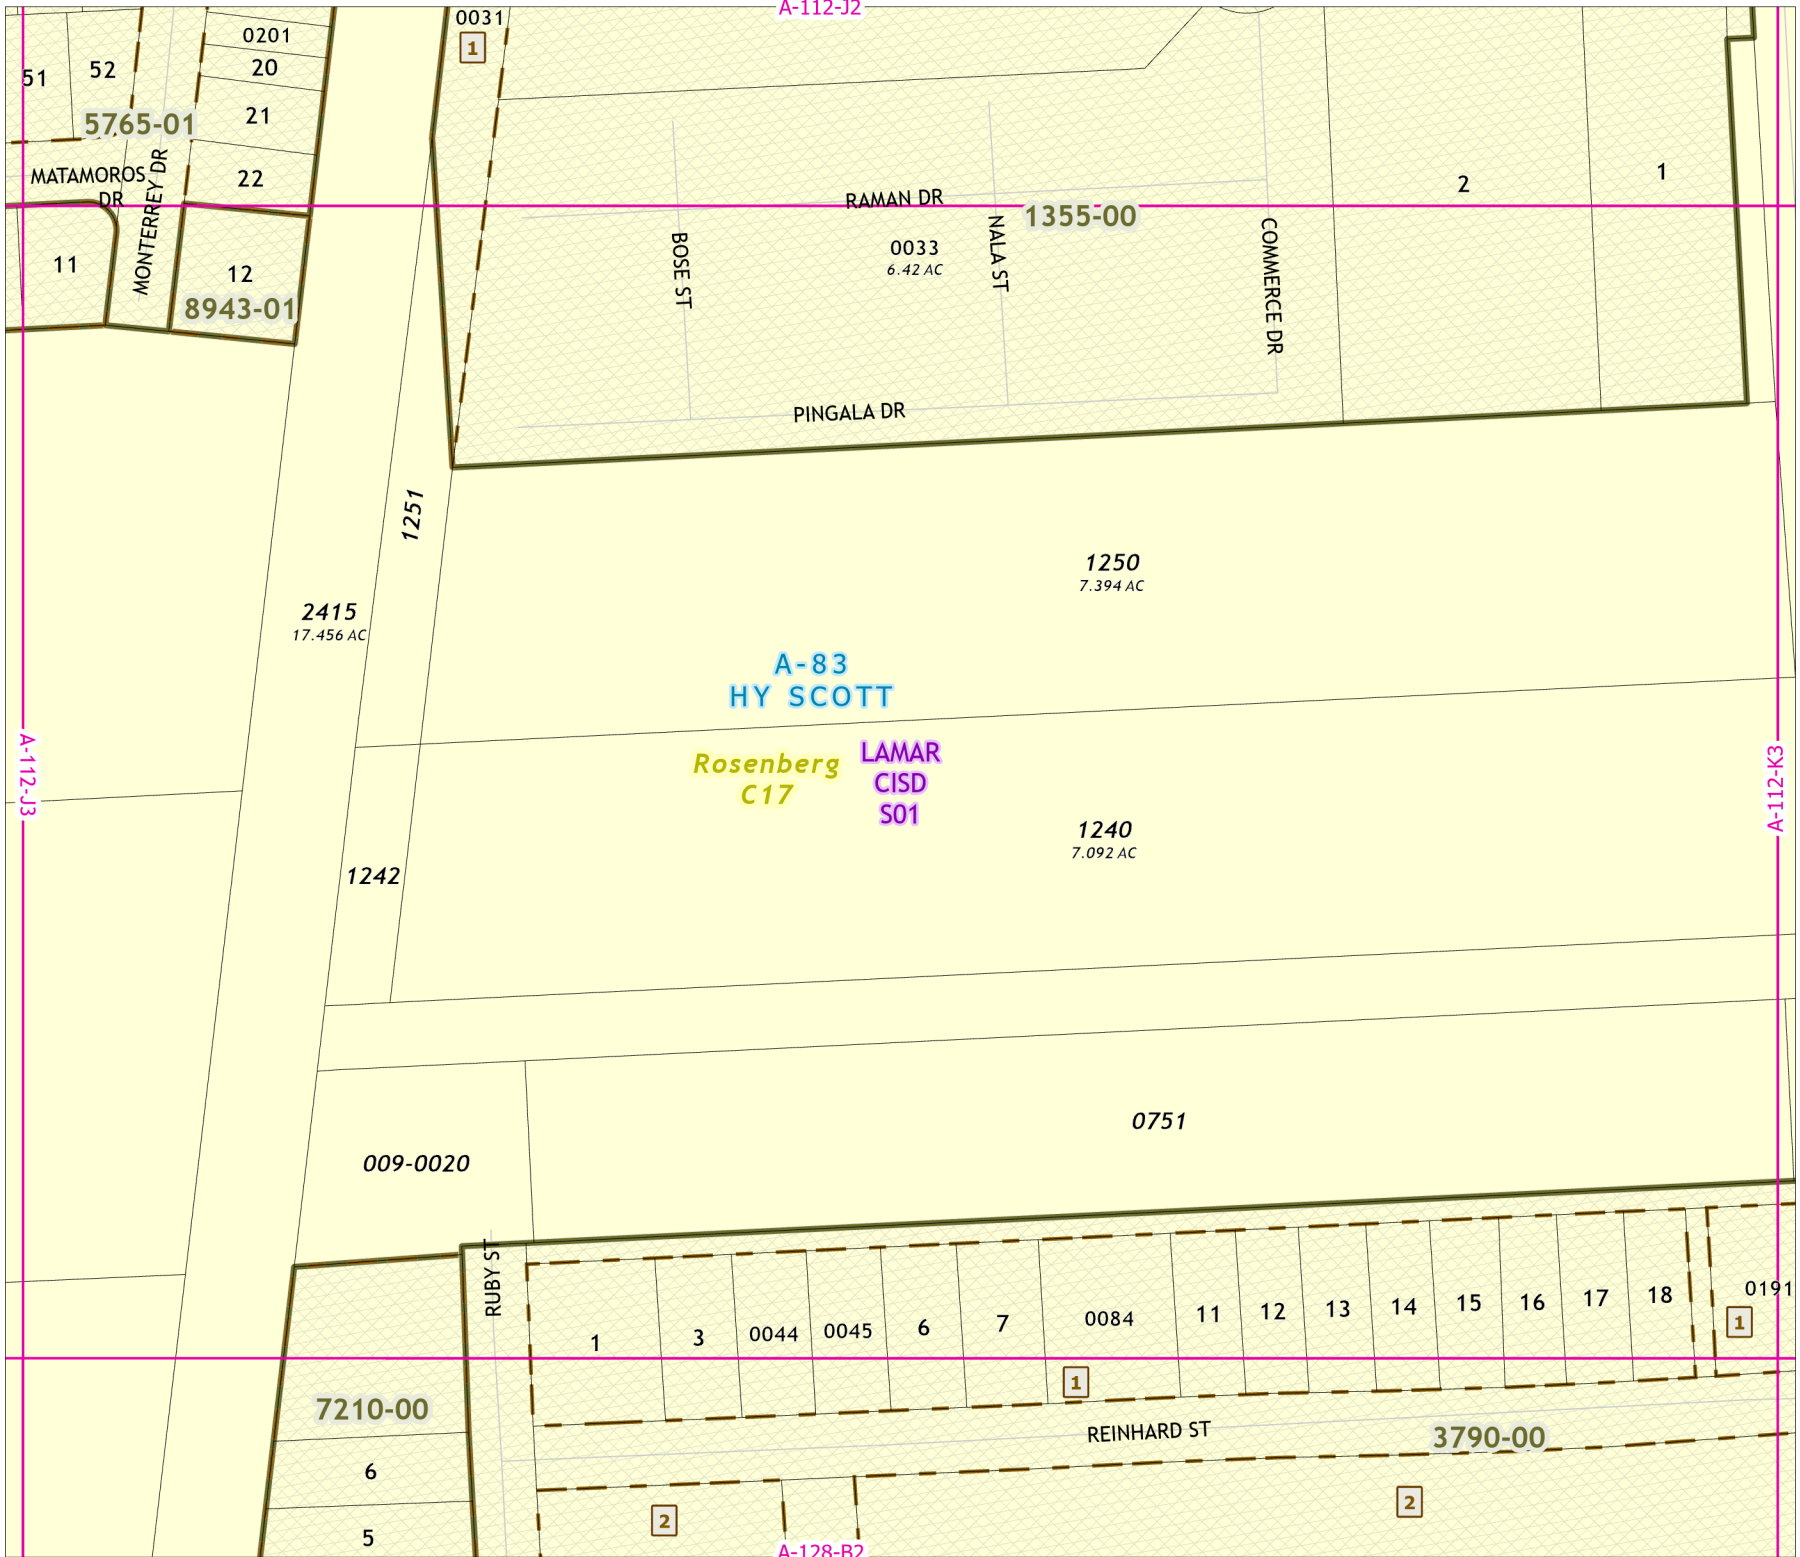 A-112-J2
0031
1
0201
20
51
52
21
5765-01
MATAMOROS
DR
MONTERREY DR
22
2
1
RAMAN DR
1355-00
11
12
8943-01
BOSE ST
0033
6.42 AC
NALA ST
COMMERCE DR
PINGALA DR
1251
1250
7.394 AC
2415
17.456 AC
A-83
HY SCOTT
Rosenberg
C17
LAMAR
CISD
S01
A-112-J3
A-112-K3
1240
7.092 AC
1242
0751
009-0020
RUBY ST
1
3
0044
0045
6
7
0084
11
12
13
14
15
16
17
18
0191
1
1
7210-00
REINHARD ST
3790-00
6
2
2
5
A-128-B2